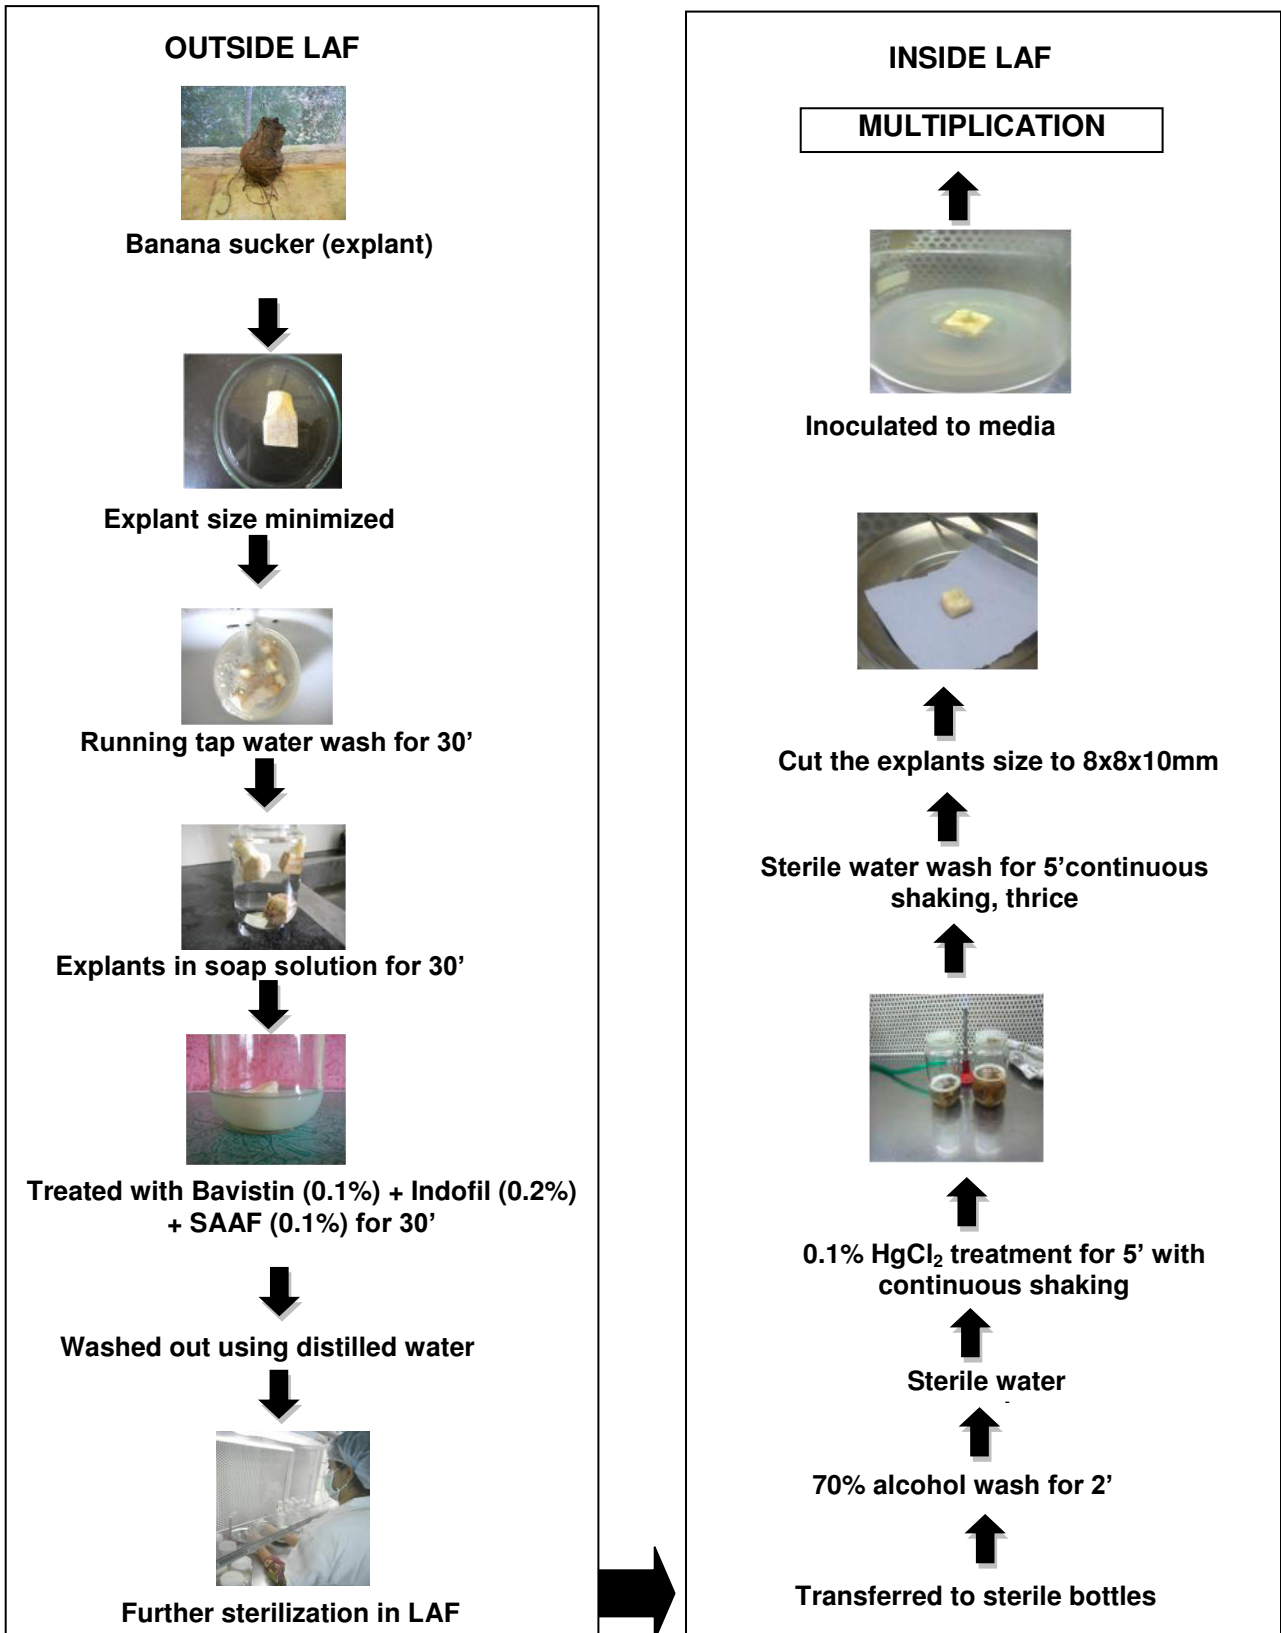 OUTSIDE LAF
Banana sucker (explant)
Explant size minimized
Running tap water wash for 30’
Explants in soap solution for 30’
Treated with Bavistin (0.1%) + Indofil (0.2%)
+ SAAF (0.1%) for 30’
Washed out using distilled water
Further sterilization in LAF
INSIDE LAF
MULTIPLICATION
Inoculated to media
Cut the explants size to 8x8x10mm
Sterile water wash for 5’continuous
shaking, thrice
0.1% HgCl₂ treatment for 5’ with
continuous shaking
Sterile water
70% alcohol wash for 2’
Transferred to sterile bottles